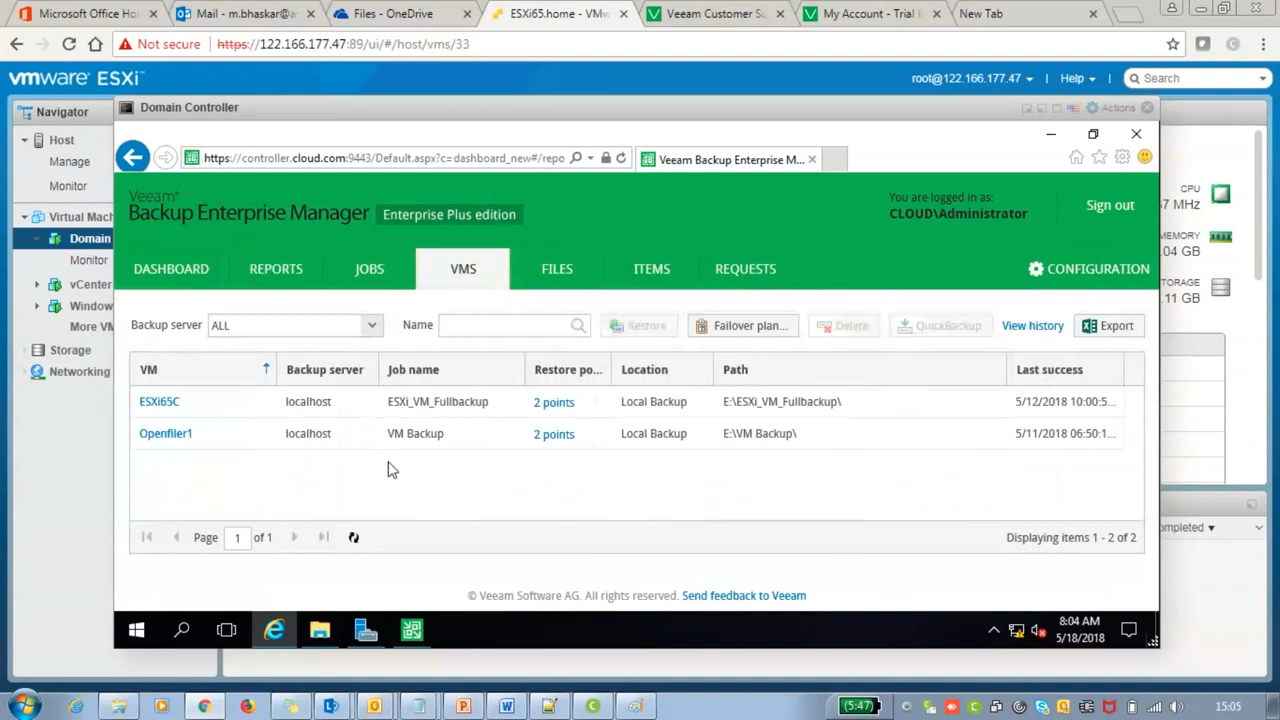 Microsoft Office Ho
Mail - m.bhaskar@a
Files - OneDrive
ESXi65.home - VMw
Veeam Customer Su
My Account - Trial
New Tab
Not secure https://122.166.177.47:89/ui/#/host/vms/33
vmware ESXi™
root@122.166.177.47
Help
Search
Navigator
Host
Manage
Monitor
Virtual Mach
Domain
Monitor
vCenter
Window
More VM
Storage
Networking
Domain Controller
Actions
https://controller.cloud.com:9443/Default.aspx?c=dashboard_new#/repo
Veeam Backup Enterprise M...
Veeam®
Backup Enterprise Manager Enterprise Plus edition
You are logged in as:
CLOUD\Administrator
Sign out
DASHBOARD REPORTS JOBS VMS FILES ITEMS REQUESTS CONFIGURATION
Backup server ALL Name Restore Failover plan... Delete QuickBackup View history Export
VM Backup server Job name Restore po... Location Path Last success
ESXi65C localhost ESXi_VM_Fullbackup 2 points Local Backup E:\ESXi_VM_Fullbackup\ 5/12/2018 10:00:5...
Openfiler1 localhost VM Backup 2 points Local Backup E:\VM Backup\ 5/11/2018 06:50:1...
Page 1 of 1
Displaying items 1 - 2 of 2
© Veeam Software AG. All rights reserved. Send feedback to Veeam
8:04 AM
5/18/2018
CPU
7 MHz
MEMORY
.04 GB
TORAGE
.11 GB
ompleted
(5:47)
15:05